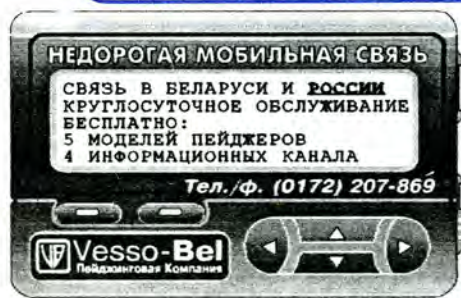 НЕДОРОГАЯ МОБИЛЬНАЯ СВЯЗЬ
СВЯЗЬ В БЕЛАРУСИ И РОССИИ
КРУГЛОСУТОЧНОЕ ОБСЛУЖИВАНИЕ
БЕСПЛАТНО:
5 МОДЕЛЕЙ ПЕЙДЖЕРОВ
4 ИНФОРМАЦИОННЫХ КАНАЛА
Тел./ф. (0172) 207-869
Vesso-Bel
Пейджинговая Компания